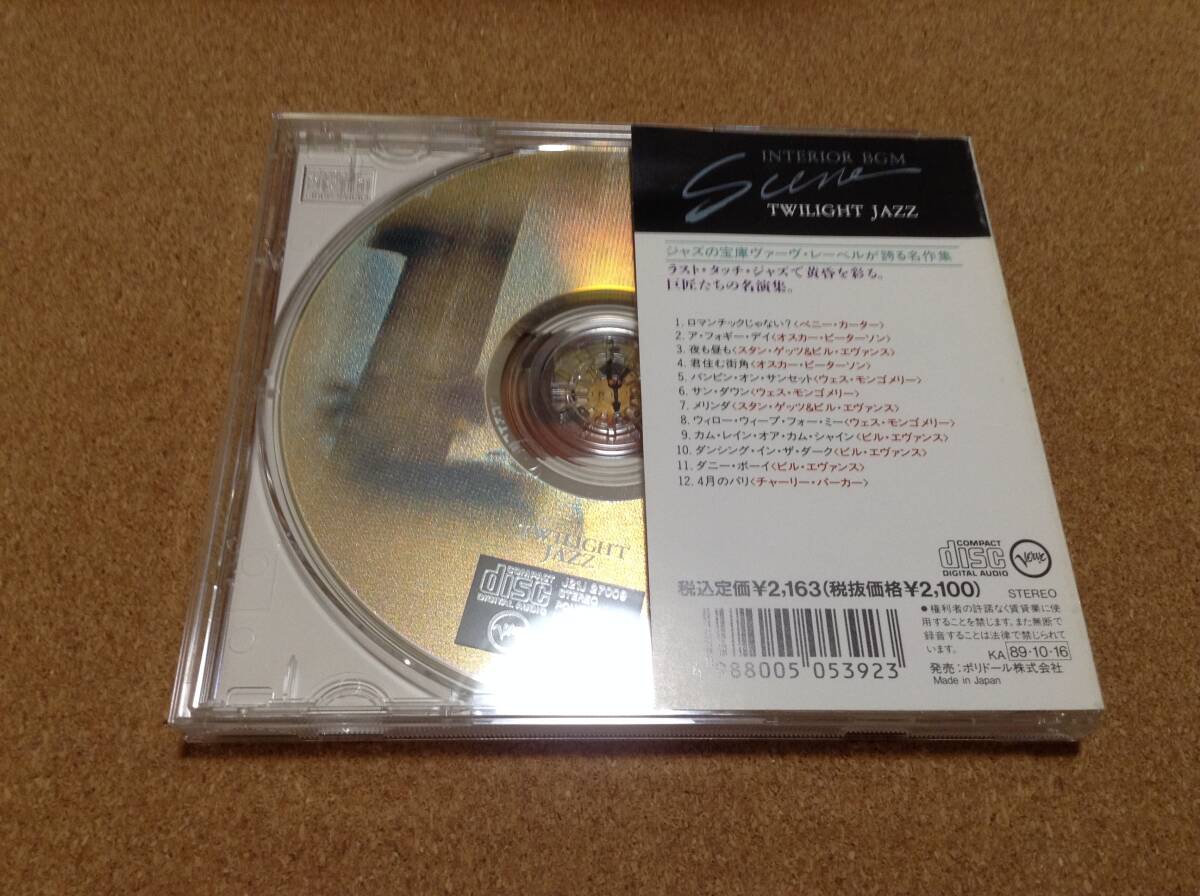 INTERIOR BGM
Scene
TWILIGHT JAZZ
ジャズの宝庫ヴァーヴ・レーベルが誇る名作集
ラスト・タッチ・ジャズで黄昏を彩る。
巨匠たちの名演集。
1. ロマンチックじゃない?〈ベニー・カーター〉
2. ア・フォギー・デイ〈オスカー・ピーターソン〉
3. 夜も昼も〈スタン・ゲッツ&ビル・エヴァンス〉
4. 君住む街角〈オスカー・ピーターソン〉
5. バンピン・オン・サンセット〈ウェス・モンゴメリー〉
6. サン・ダウン〈ウェス・モンゴメリー〉
7. メリンダ〈スタン・ゲッツ&ビル・エヴァンス〉
8. ウィロー・ウィープ・フォー・ミー〈ウェス・モンゴメリー〉
9. カム・レイン・オア・カム・シャイン〈ビル・エヴァンス〉
10. ダンシング・イン・ザ・ダーク〈ビル・エヴァンス〉
11. ダニー・ボーイ〈ビル・エヴァンス〉
12. 4月のパリ〈チャーリー・パーカー〉
COMPACT
disc
DIGITAL AUDIO
Verve
税込定価¥2,163(税抜価格¥2,100)
STEREO
●権利者の許諾なく賃貸業に使
用することを禁じます。また無断で
録音することは法律で禁じられて
います。
KA 89・10・16
発売:ポリドール株式会社
Made in Japan
988005 053923
TWILIGHT
JAZZ
COMPACT
disc
DIGITAL AUDIO
J21J 27009
STEREO
Verve